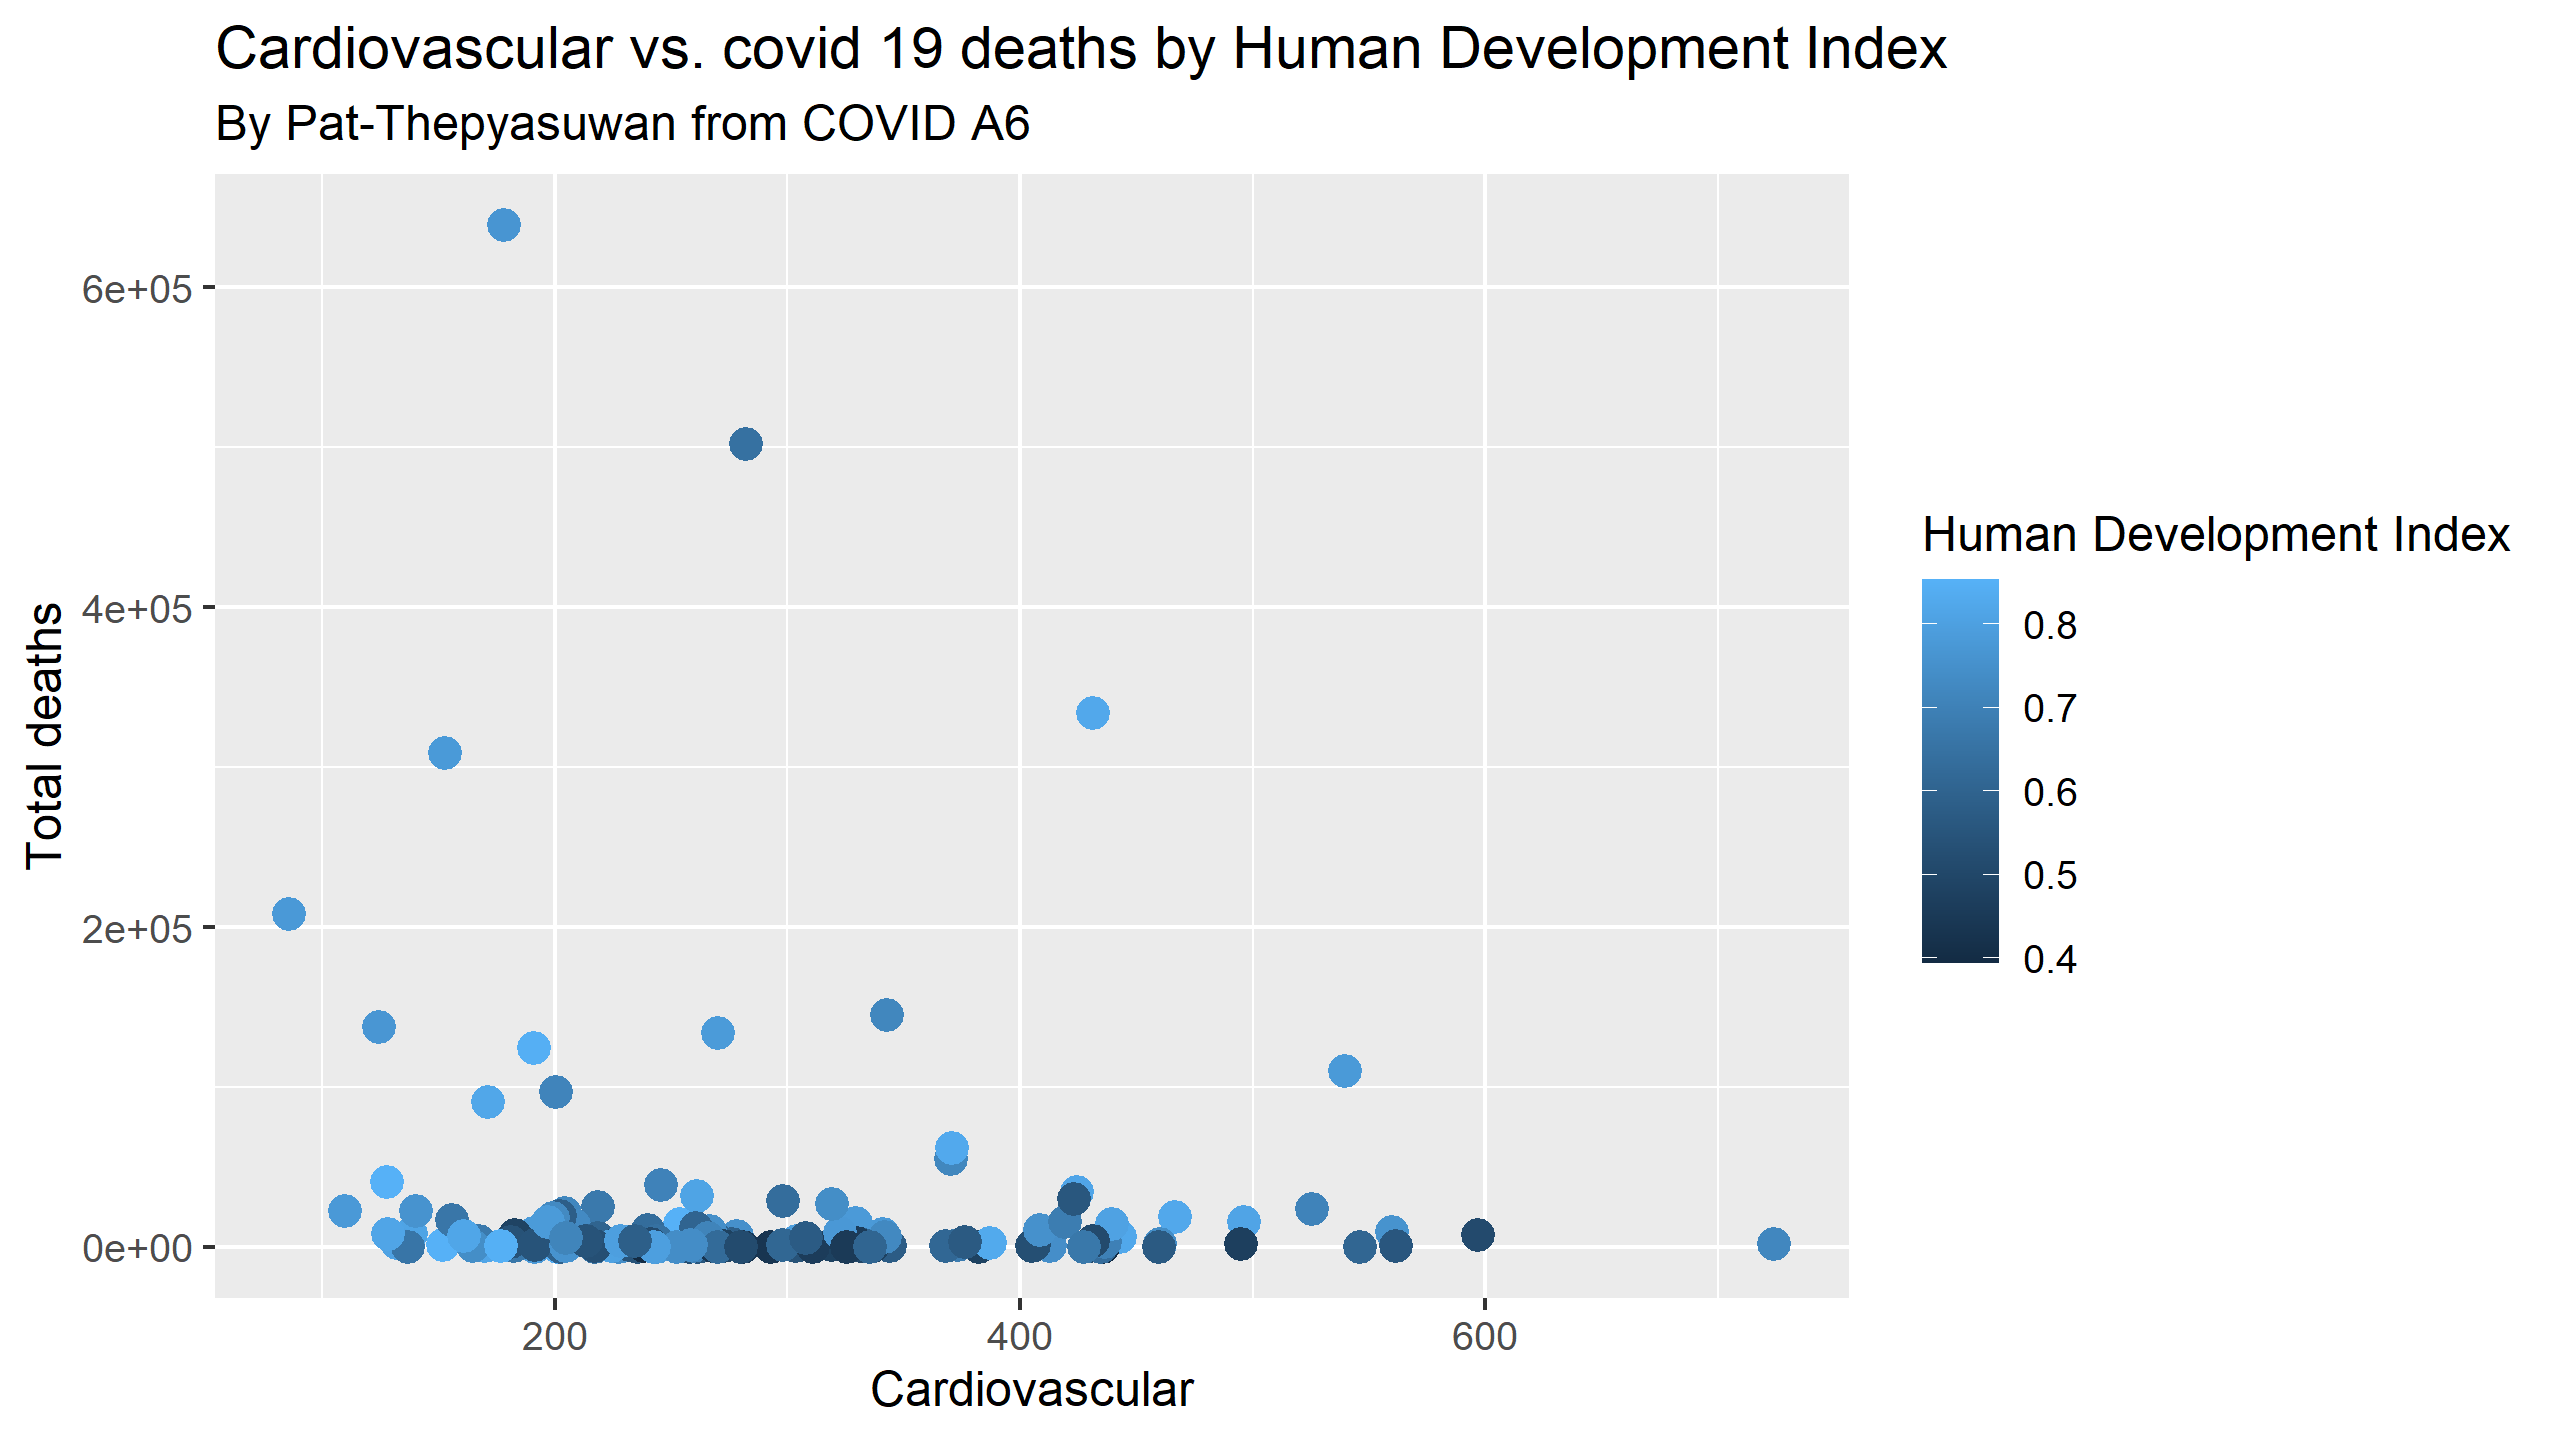 Cardiovascular vs. covid 19 deaths by Human Development Index
By Pat-Thepyasuwan from COVID A6
Total deaths
6e+05
4e+05
2e+05
0e+00
200
400
600
Cardiovascular
Human Development Index
0.8
0.7
0.6
0.5
0.4